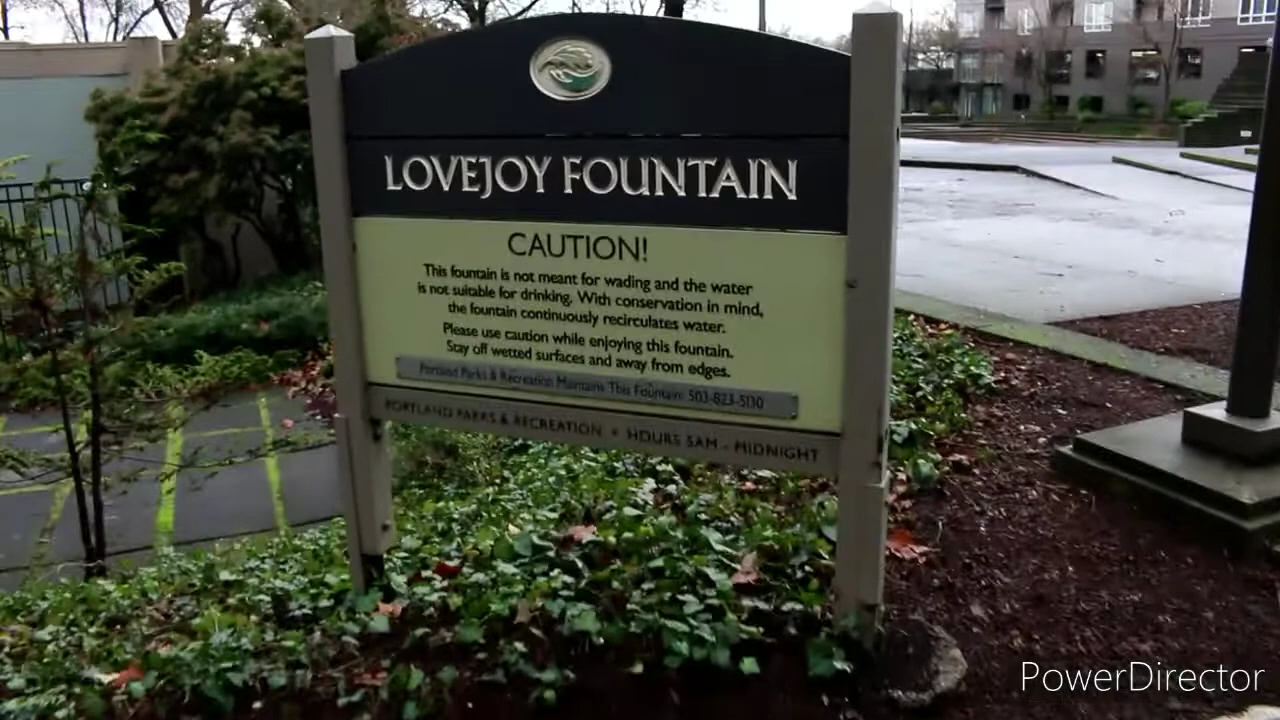 LOVEJOY FOUNTAIN
CAUTION!
This fountain is not meant for wading and the water
is not suitable for drinking. With conservation in mind,
the fountain continuously recirculates water.
Please use caution while enjoying this fountain.
Stay off wetted surfaces and away from edges.
Portland Parks & Recreation Maintains This Fountain: 503-823-5130
PORTLAND PARKS & RECREATION • HOURS 5AM - MIDNIGHT
PowerDirector